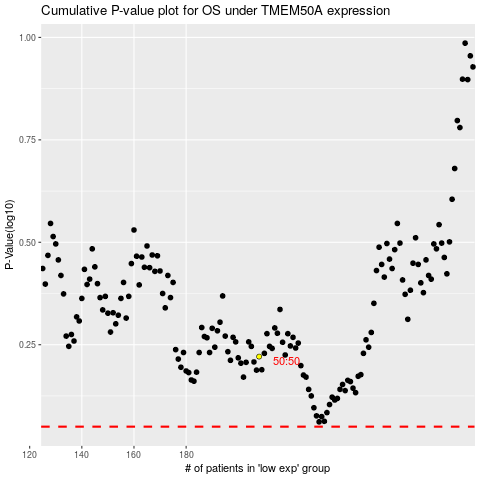 Cumulative P-value plot for OS under TMEM50A expression
P-Value(log10)
1.00
0.75
0.50
0.25
50:50
120 140 160 180
# of patients in 'low exp' group